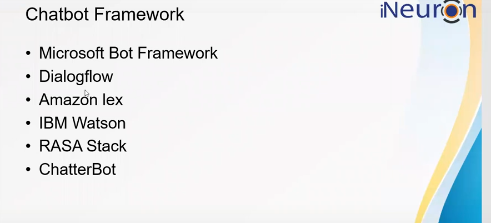 Chatbot Framework
iNeuron
• Microsoft Bot Framework
• Dialogflow
• Amazon lex
• IBM Watson
• RASA Stack
• ChatterBot